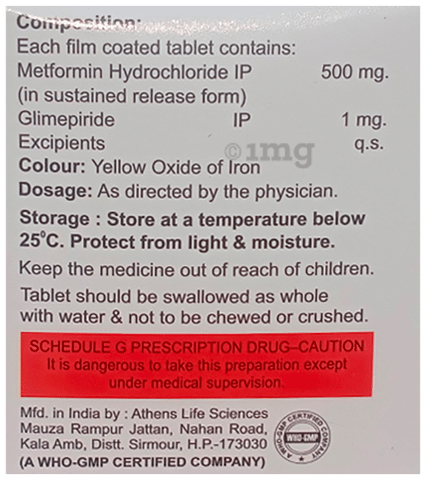 Composition:
Each film coated tablet contains:
Metformin Hydrochloride IP 500 mg.
(in sustained release form)
Glimepiride IP 1 mg.
Excipients q.s.
©1mg
Colour: Yellow Oxide of Iron
Dosage: As directed by the physician.
Storage : Store at a temperature below
25°C. Protect from light & moisture.
Keep the medicine out of reach of children.
Tablet should be swallowed as whole
with water & not to be chewed or crushed.
SCHEDULE G PRESCRIPTION DRUG–CAUTION
It is dangerous to take this preparation except
under medical supervision.
Mfd. in India by : Athens Life Sciences
Mauza Rampur Jattan, Nahan Road,
Kala Amb, Distt. Sirmour, H.P.-173030
(A WHO-GMP CERTIFIED COMPANY)
A WHO-GMP CERTIFIED COMPANY
WHO-GMP